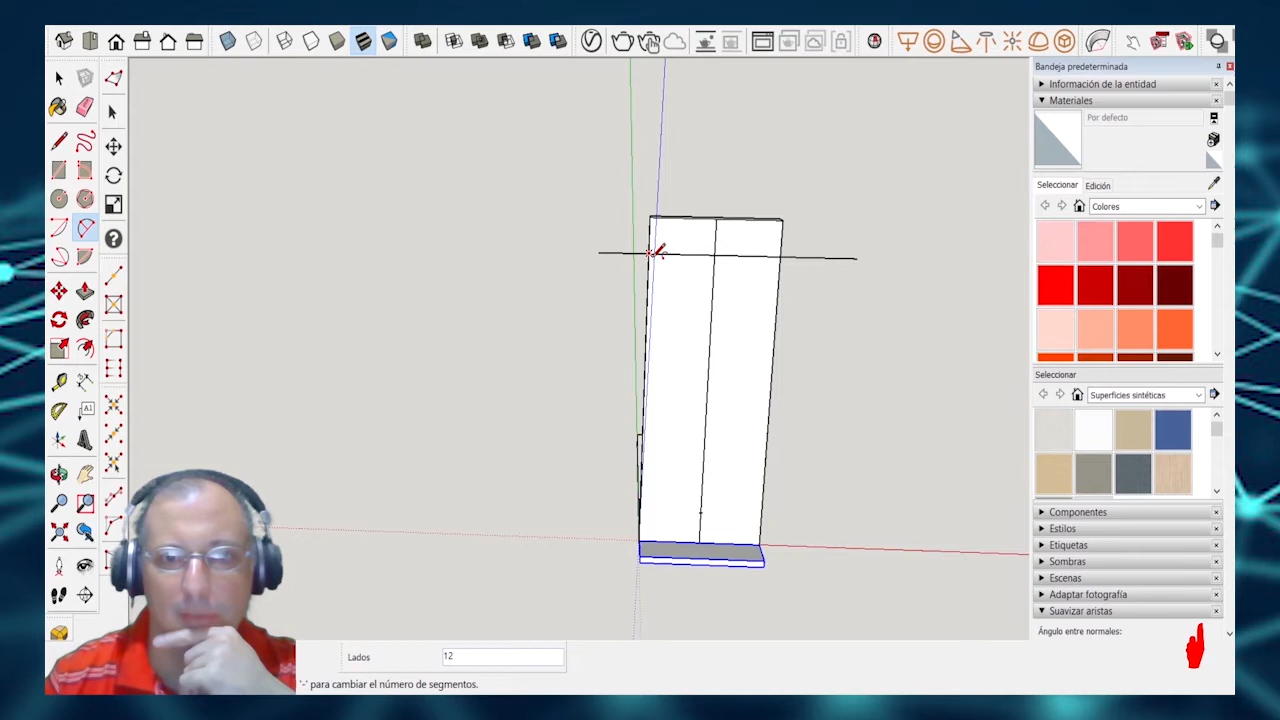 Bandeja predeterminada
Información de la entidad
Materiales
Por defecto
Seleccionar
Edición
Colores
Seleccionar
Superficies sintéticas
Componentes
Estilos
Etiquetas
Sombras
Escenas
Adaptar fotografía
Suavizar aristas
Ángulo entre normales:
A1
Lados
12
'-' para cambiar el número de segmentos.